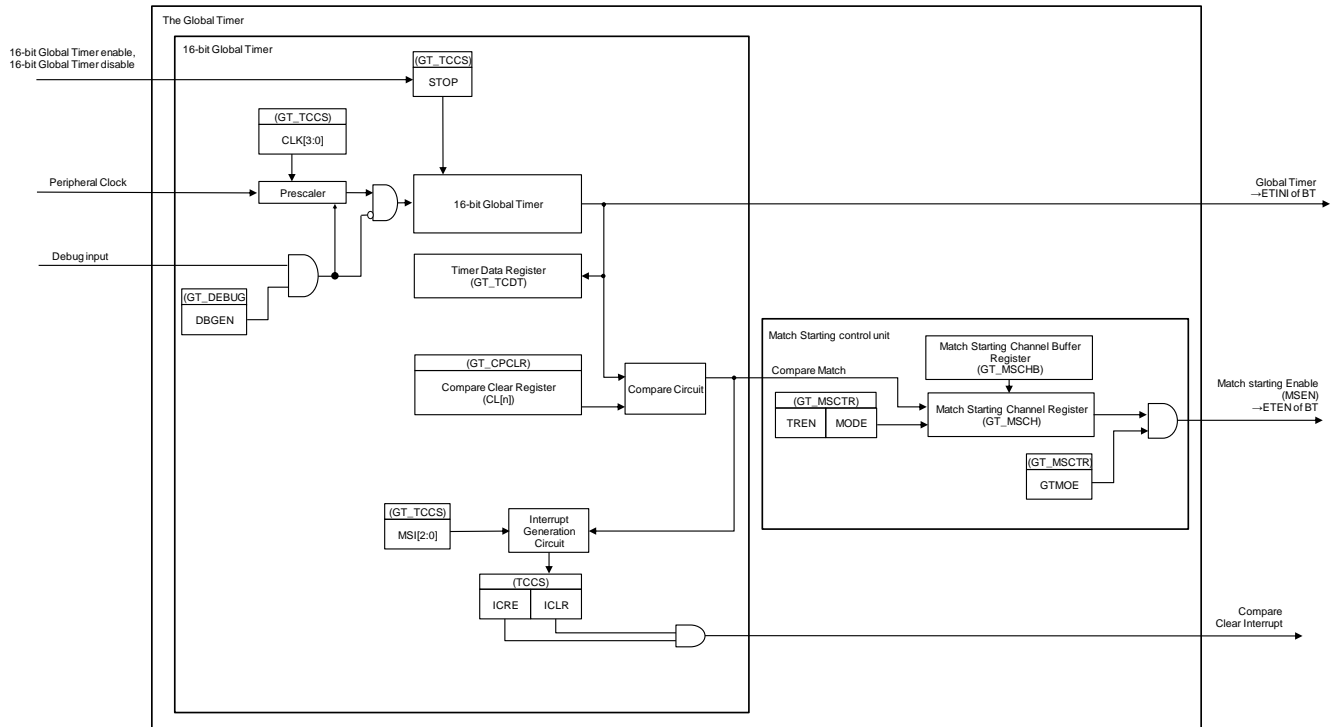 The Global Timer
16-bit Global Timer
16-bit Global Timer enable,
16-bit Global Timer disable
(GT_TCCS)
STOP
(GT_TCCS)
CLK[3:0]
Peripheral Clock
Prescaler
16-bit Global Timer
Global Timer
→ETINI of BT
Debug input
Timer Data Register
(GT_TCDT)
(GT_DEBUG
DBGEN
Match Starting control unit
Match Starting Channel Buffer
Register
(GT_MSCHB)
(GT_CPCLR)
Compare Clear Register
(CL[n])
Compare Circuit
Compare Match
(GT_MSCTR)
TREN
MODE
Match Starting Channel Register
(GT_MSCH)
Match starting Enable
(MSEN)
→ETEN of BT
(GT_MSCTR)
GTMOE
(GT_TCCS)
MSI[2:0]
Interrupt
Generation
Circuit
(TCCS)
ICRE
ICLR
Compare
Clear Interrupt